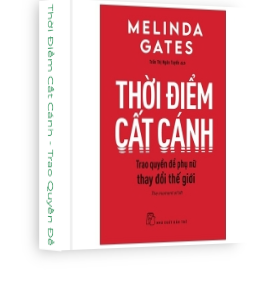 Thời Điểm Cất Cánh - Trao Quyền Để
MELINDA
GATES
THỜI ĐIỂM
CẤT CÁNH
Trao quyền để phụ nữ
thay đổi thế giới